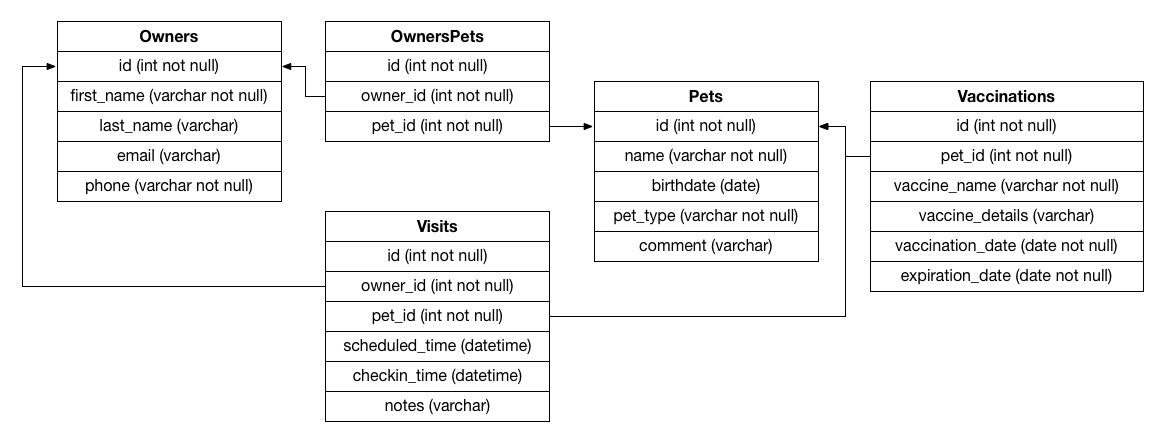 Owners
id (int not null)
first_name (varchar not null)
last_name (varchar)
email (varchar)
phone (varchar not null)
OwnersPets
id (int not null)
owner_id (int not null)
pet_id (int not null)
Pets
id (int not null)
name (varchar not null)
birthdate (date)
pet_type (varchar not null)
comment (varchar)
Vaccinations
id (int not null)
pet_id (int not null)
vaccine_name (varchar not null)
vaccine_details (varchar)
vaccination_date (date not null)
expiration_date (date not null)
Visits
id (int not null)
owner_id (int not null)
pet_id (int not null)
scheduled_time (datetime)
checkin_time (datetime)
notes (varchar)